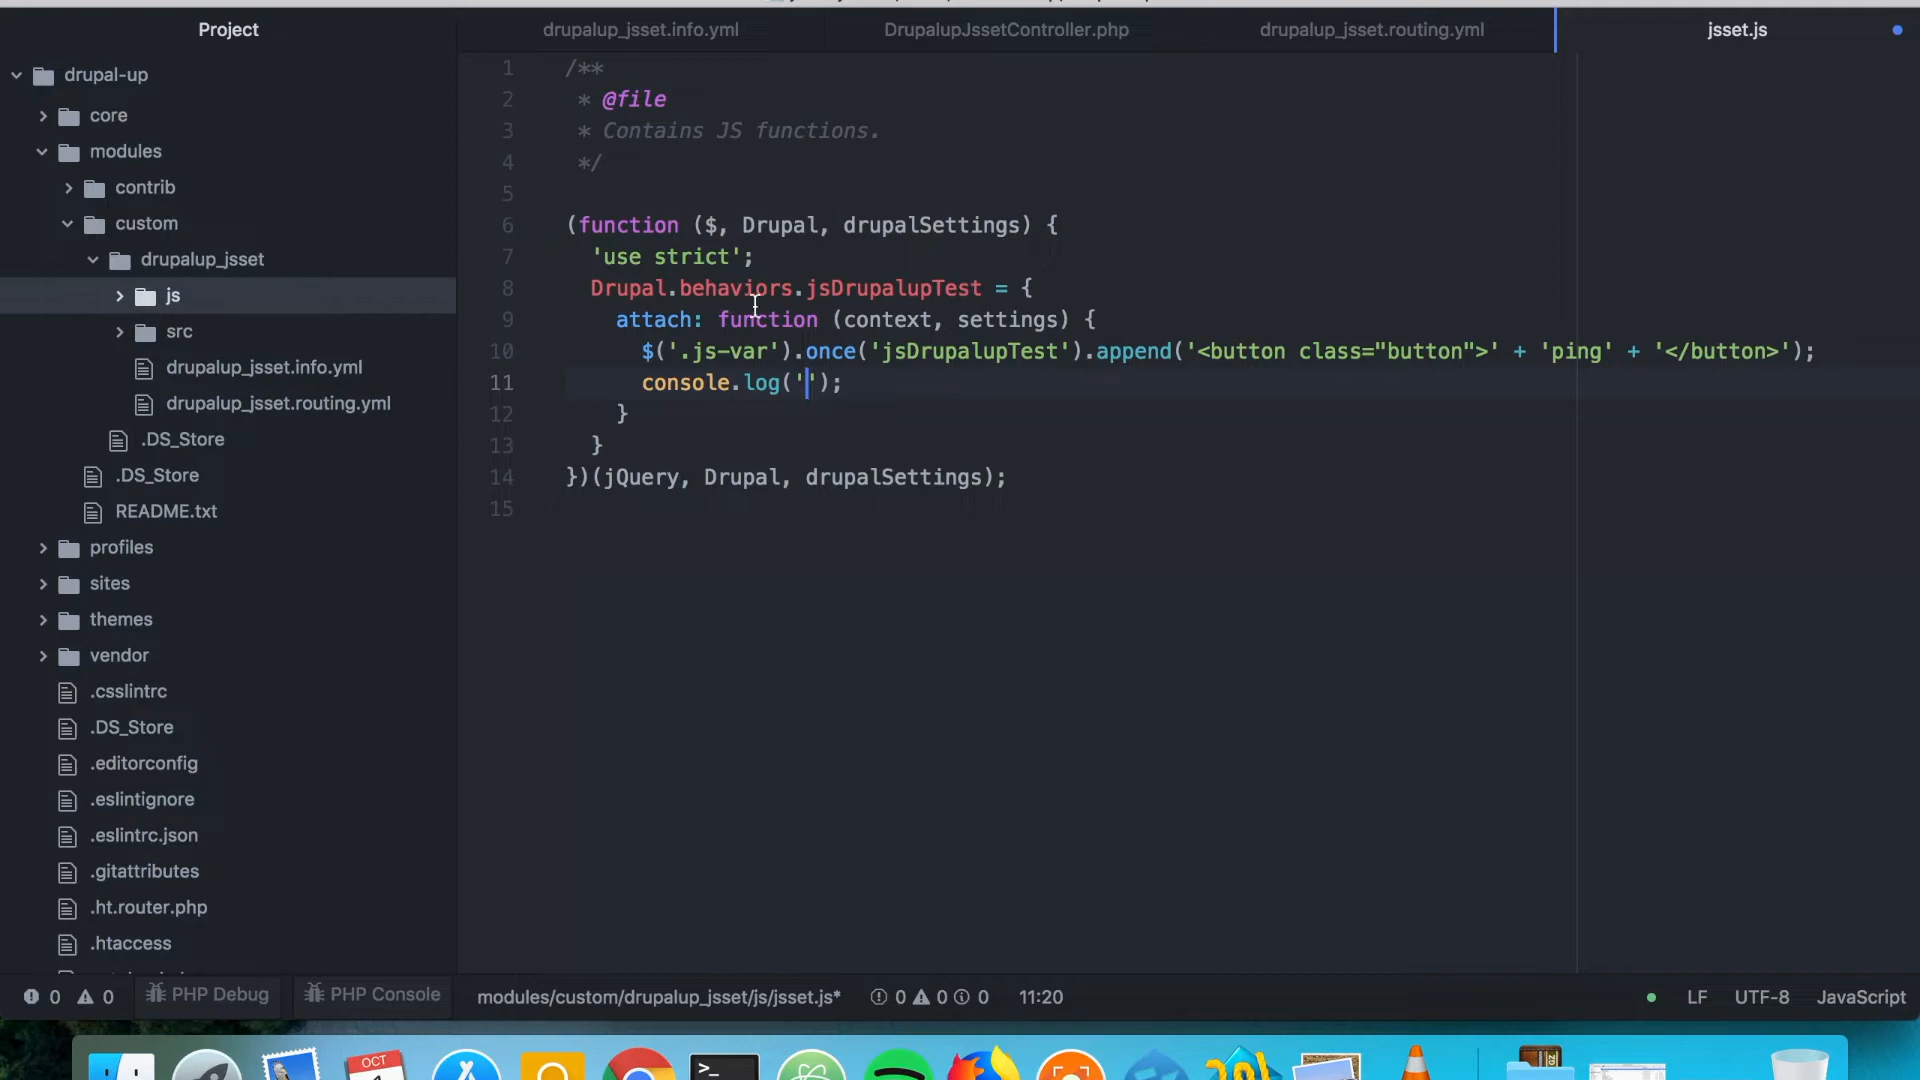 Project
drupalup_jsset.info.yml
DrupalupJssetController.php
drupalup_jsset.routing.yml
jsset.js
drupal-up
core
modules
contrib
custom
drupalup_jsset
js
src
drupalup_jsset.info.yml
drupalup_jsset.routing.yml
.DS_Store
.DS_Store
README.txt
profiles
sites
themes
vendor
.csslintrc
.DS_Store
.editorconfig
.eslintignore
.eslintrc.json
.gitattributes
.ht.router.php
.htaccess
1 /**
2 * @file
3 * Contains JS functions.
4 */
5
6 (function ($, Drupal, drupalSettings) {
7 'use strict';
8 Drupal.behaviors.jsDrupalupTest = {
9 attach: function (context, settings) {
10 $('.js-var').once('jsDrupalupTest').append('<button class="button">' + 'ping' + '</button>');
11 console.log('');
12 }
13 }
14 })(jQuery, Drupal, drupalSettings);
15
0 0 PHP Debug PHP Console modules/custom/drupalup_jsset/js/jsset.js* 0 0 0 11:20 LF UTF-8 JavaScript
OCT
>_